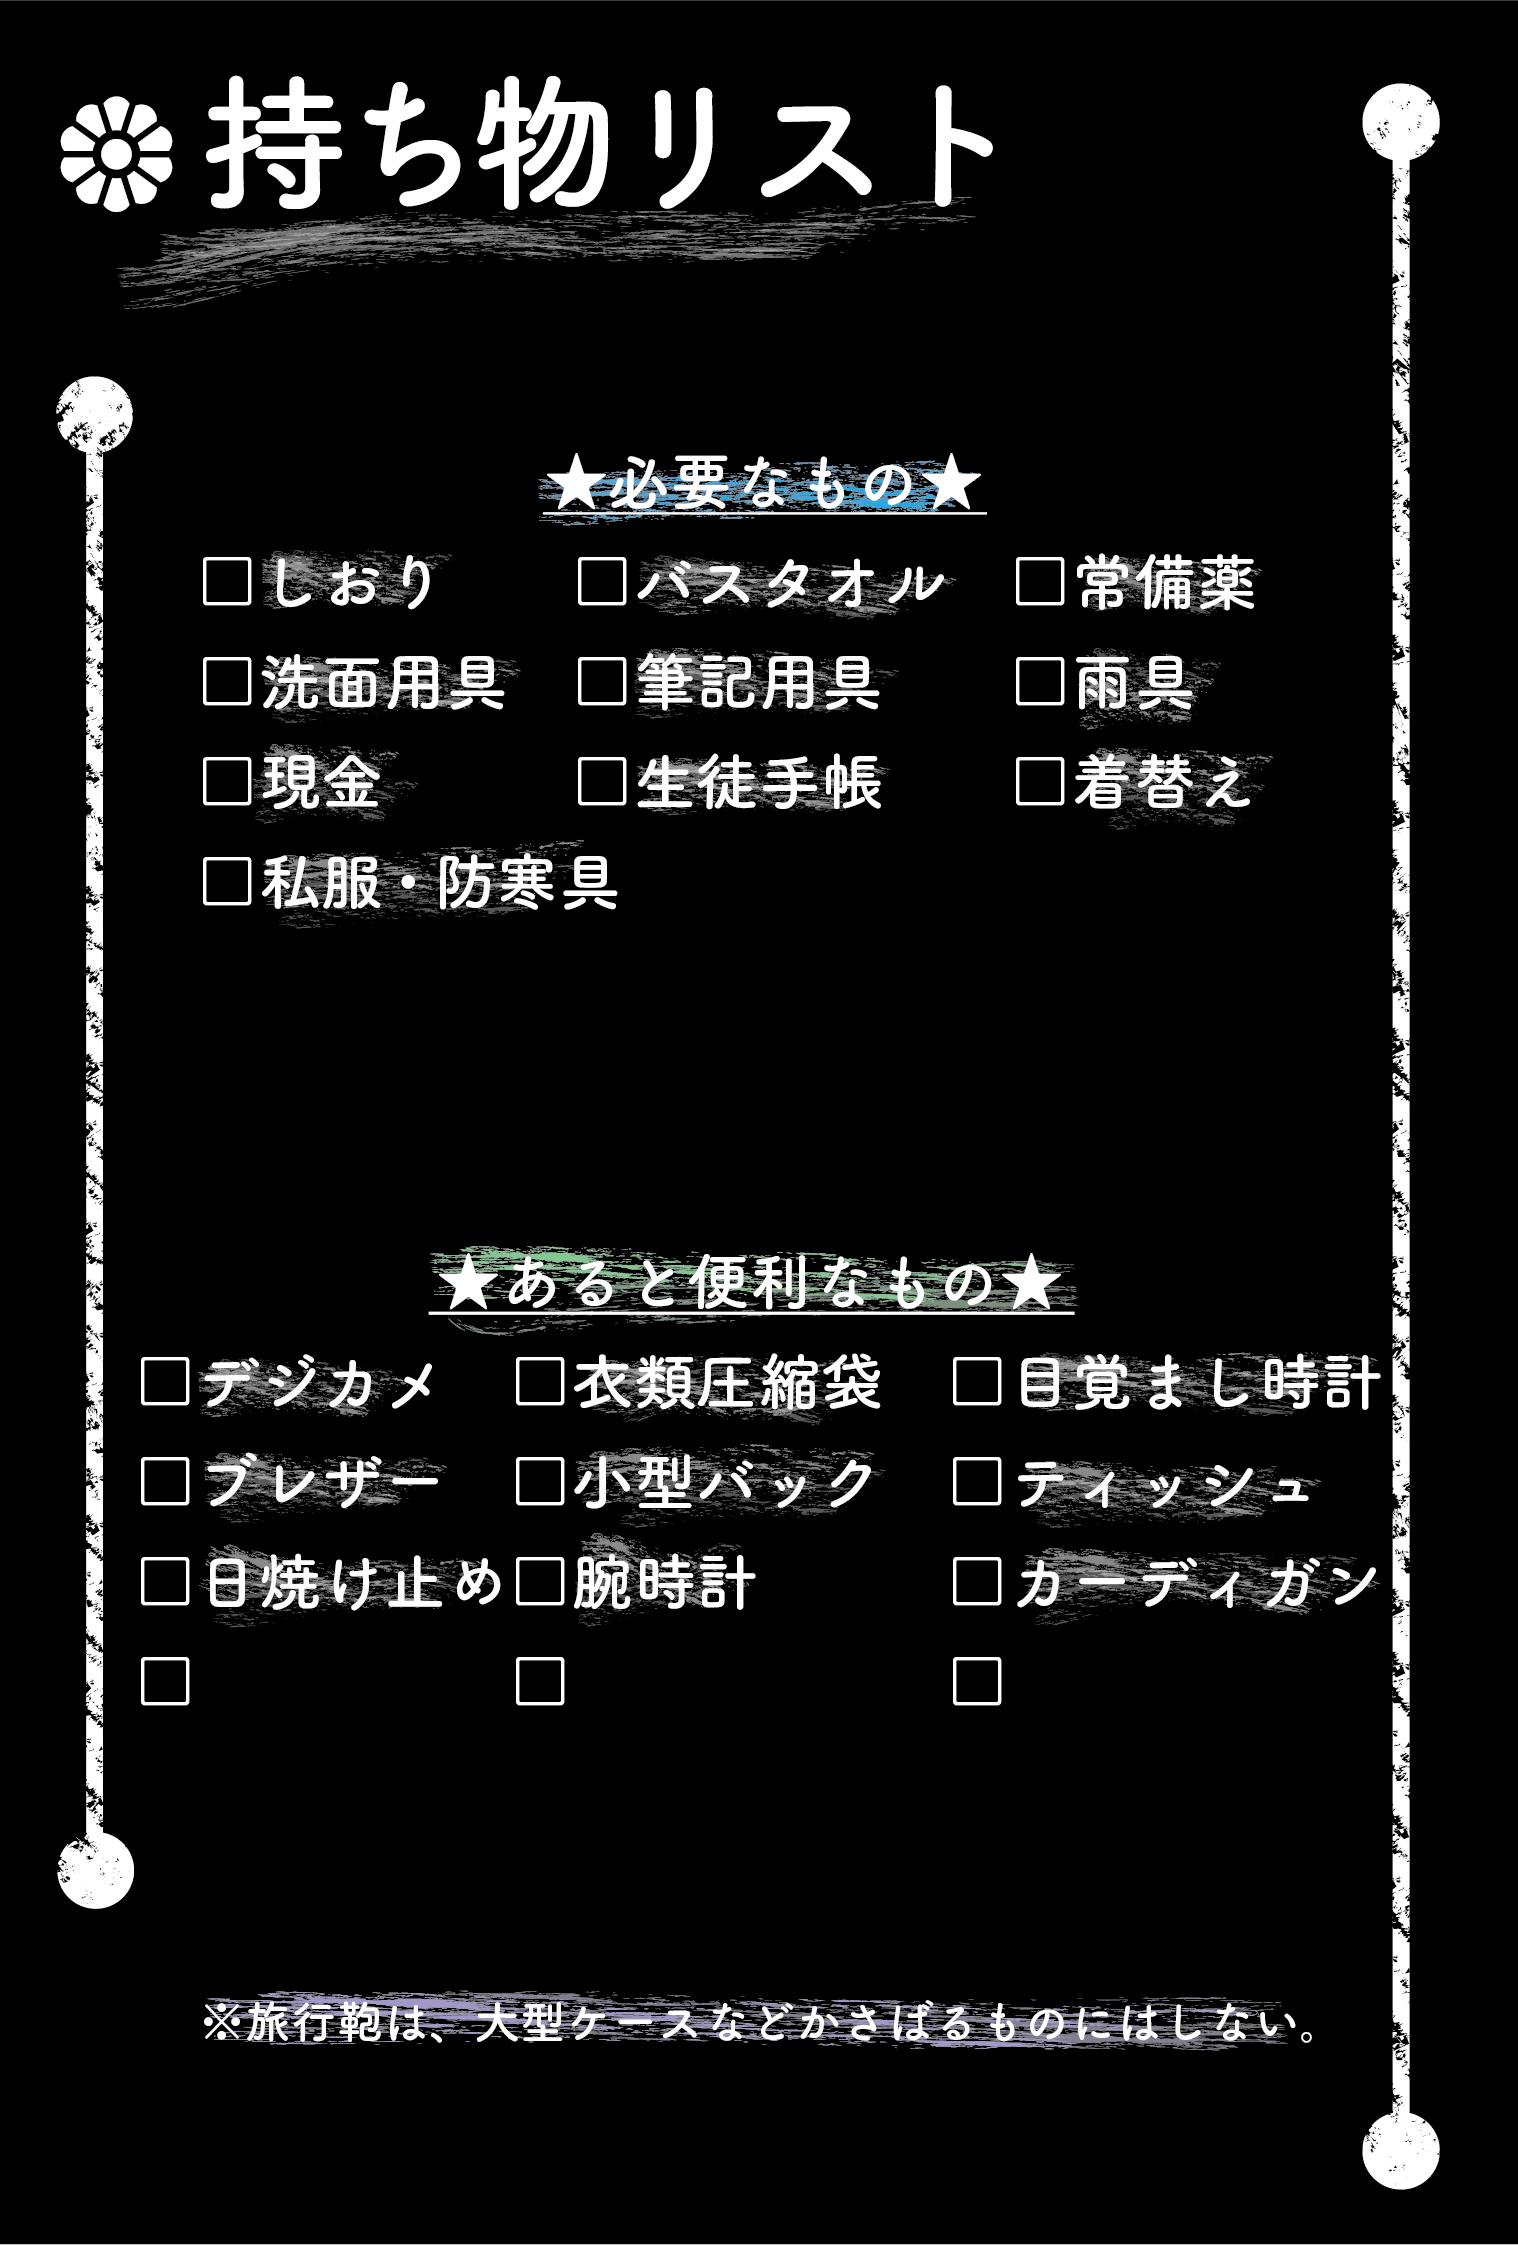 持ち物リスト
★必要なもの★
□しおり □バスタオル □常備薬
□洗面用具 □筆記用具 □雨具
□現金 □生徒手帳 □着替え
□私服・防寒具
★あると便利なもの★
□デジカメ □衣類圧縮袋 □目覚まし時計
□ブレザー □小型バック □ティッシュ
□日焼け止め □腕時計 □カーディガン
□ □ □
※旅行鞄は、大型ケースなどかさばるものにはしない。